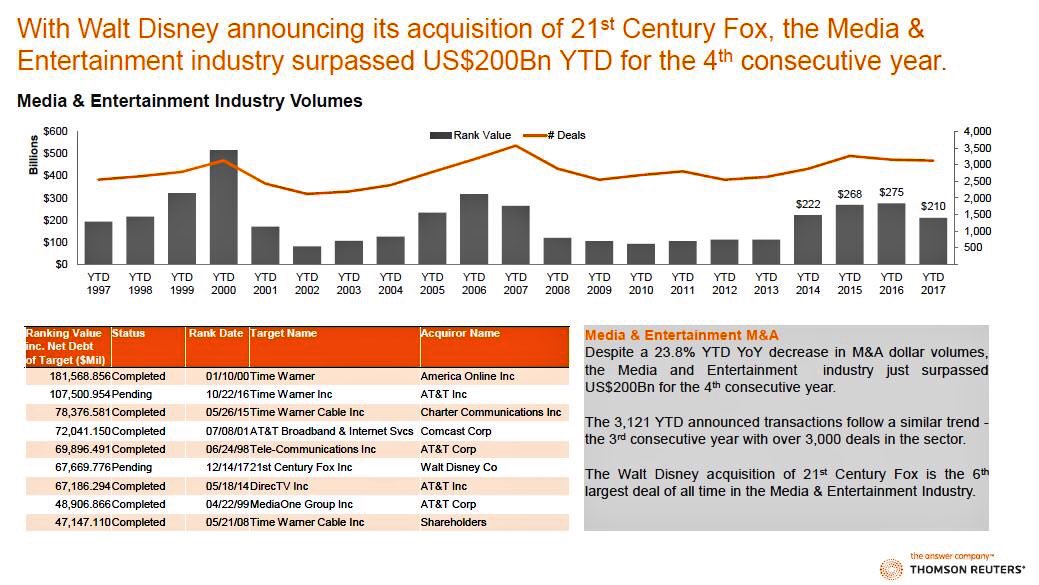 With Walt Disney announcing its acquisition of 21st Century Fox, the Media &
Entertainment industry surpassed US$200Bn YTD for the 4th consecutive year.
Media & Entertainment Industry Volumes
Billions
$600
$500
$400
$300
$200
$100
$0
Rank Value # Deals
4,000
3,500
3,000
2,500
2,000
1,500
1,000
500
$222 $268 $275 $210
YTD YTD YTD YTD YTD YTD YTD YTD YTD YTD YTD YTD YTD YTD YTD YTD YTD YTD YTD YTD YTD
1997 1998 1999 2000 2001 2002 2003 2004 2005 2006 2007 2008 2009 2010 2011 2012 2013 2014 2015 2016 2017
Ranking Value Status Rank Date Target Name Acquiror Name
inc. Net Debt
of Target ($Mil)
181,568.856 Completed 01/10/00 Time Warner America Online Inc
107,500.954 Pending 10/22/16 Time Warner Inc AT&T Inc
78,376.581 Completed 05/26/15 Time Warner Cable Inc Charter Communications Inc
72,041.150 Completed 07/08/01 AT&T Broadband & Internet Svcs Comcast Corp
69,896.491 Completed 06/24/98 Tele-Communications Inc AT&T Corp
67,669.776 Pending 12/14/17 21st Century Fox Inc Walt Disney Co
67,186.294 Completed 05/18/14 DirecTV Inc AT&T Inc
48,906.866 Completed 04/22/99 MediaOne Group Inc AT&T Corp
47,147.110 Completed 05/21/08 Time Warner Cable Inc Shareholders
Media & Entertainment M&A
Despite a 23.8% YTD YoY decrease in M&A dollar volumes,
the Media and Entertainment industry just surpassed
US$200Bn for the 4th consecutive year.
The 3,121 YTD announced transactions follow a similar trend -
the 3rd consecutive year with over 3,000 deals in the sector.
The Walt Disney acquisition of 21st Century Fox is the 6th
largest deal of all time in the Media & Entertainment Industry.
the answer company™
THOMSON REUTERS®